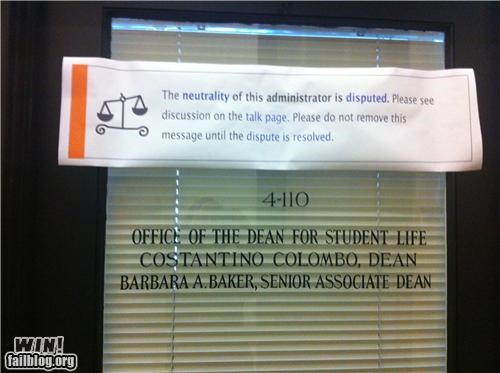 The neutrality of this administrator is disputed. Please see
discussion on the talk page. Please do not remove this
message until the dispute is resolved.
4-110
OFFICE OF THE DEAN FOR STUDENT LIFE
COSTANTINO COLOMBO, DEAN
BARBARA A. BAKER, SENIOR ASSOCIATE DEAN
WIN!
failblog.org